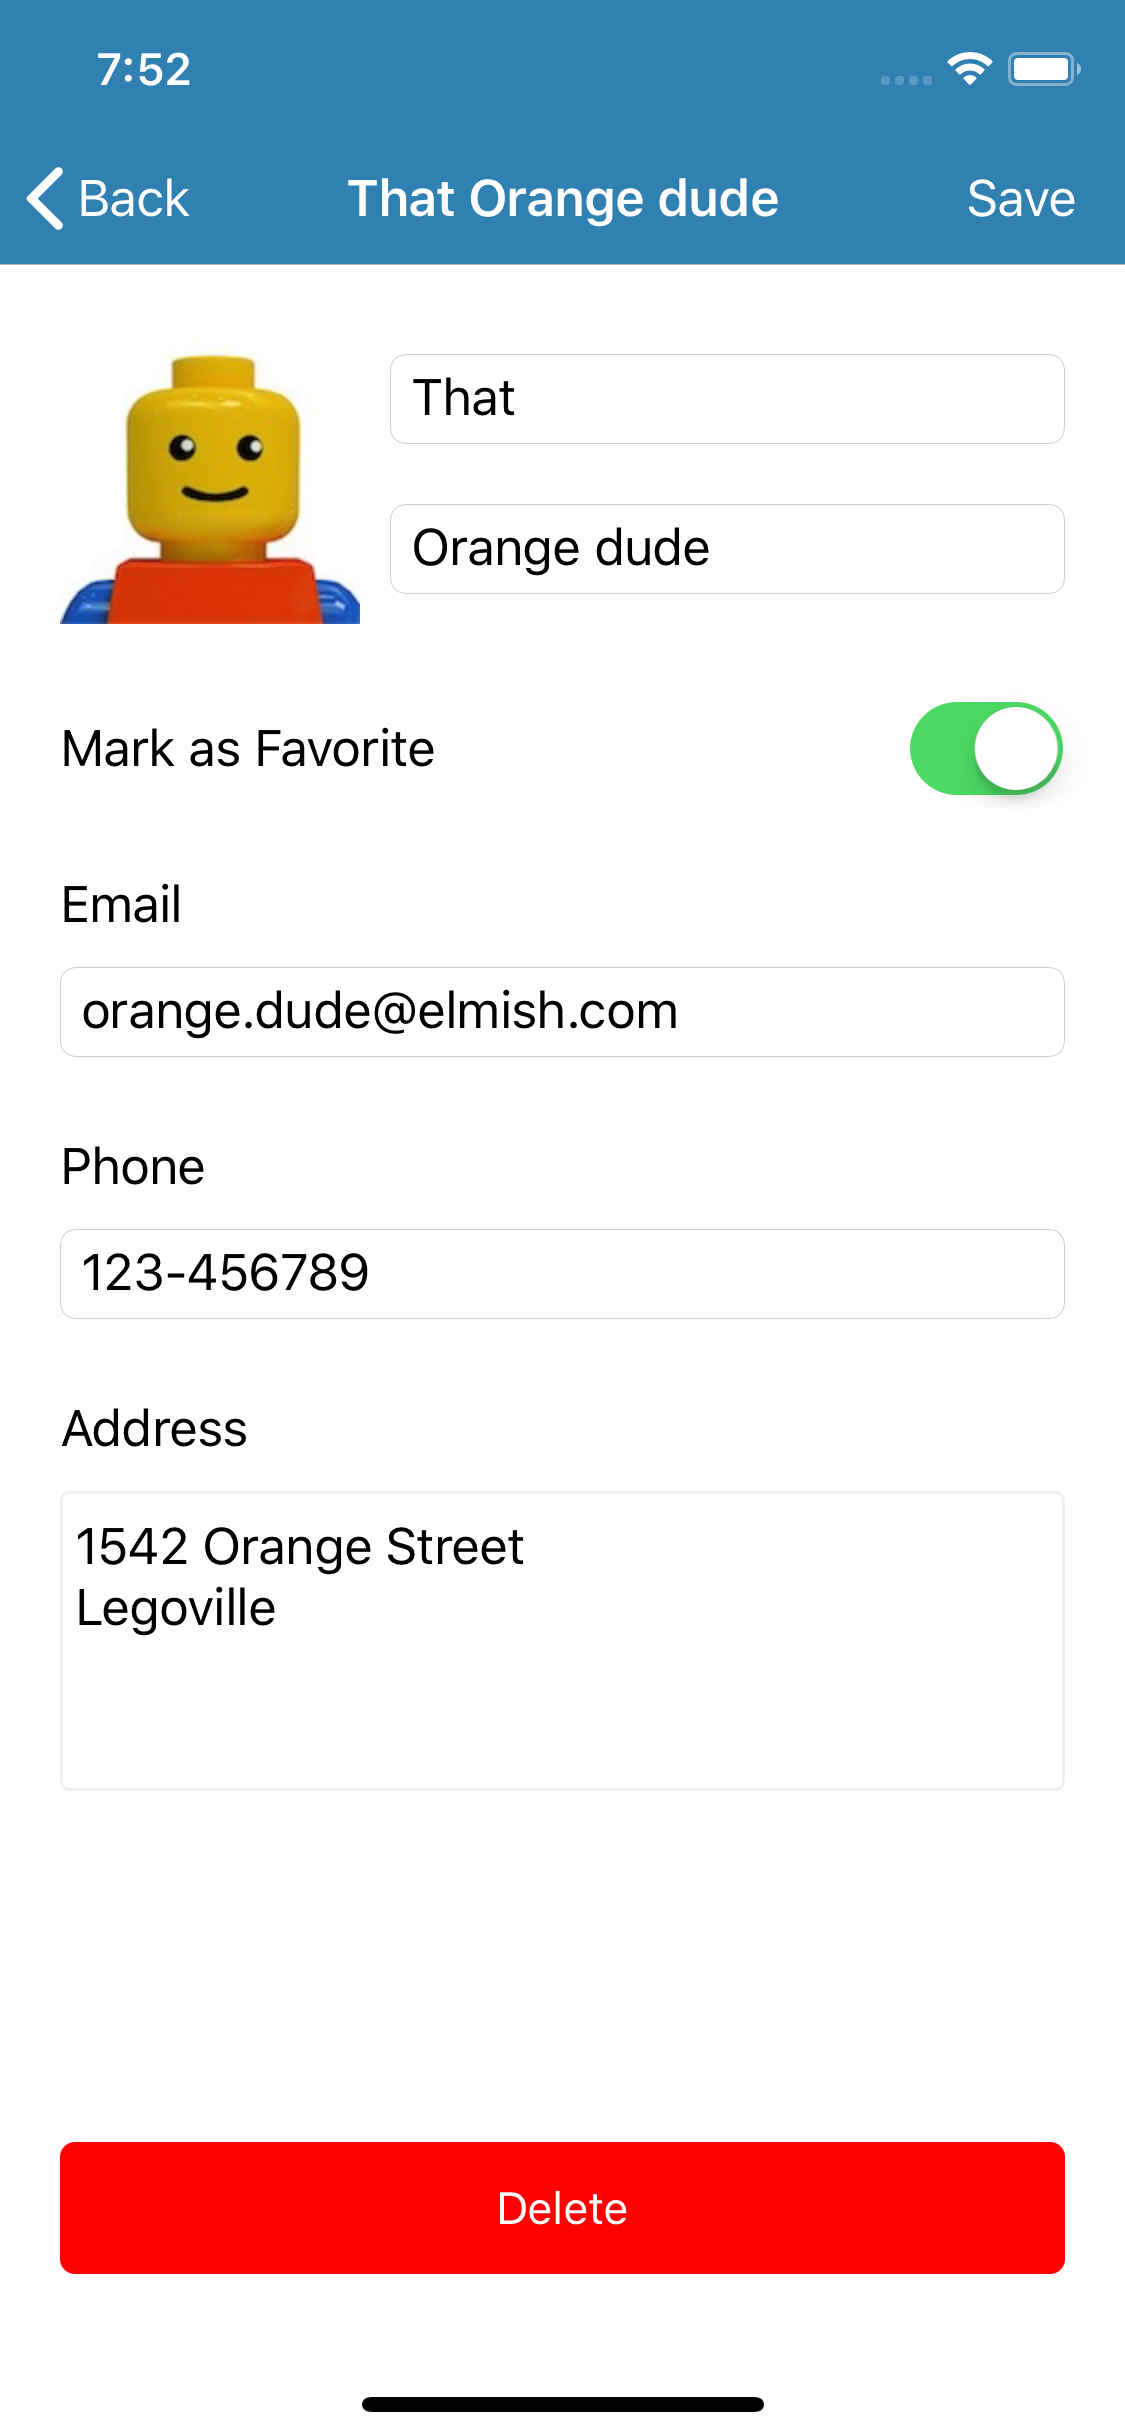 7:52
Back That Orange dude Save
That
Orange dude
Mark as Favorite
Email
orange.dude@elmish.com
Phone
123-456789
Address
1542 Orange Street
Legoville
Delete